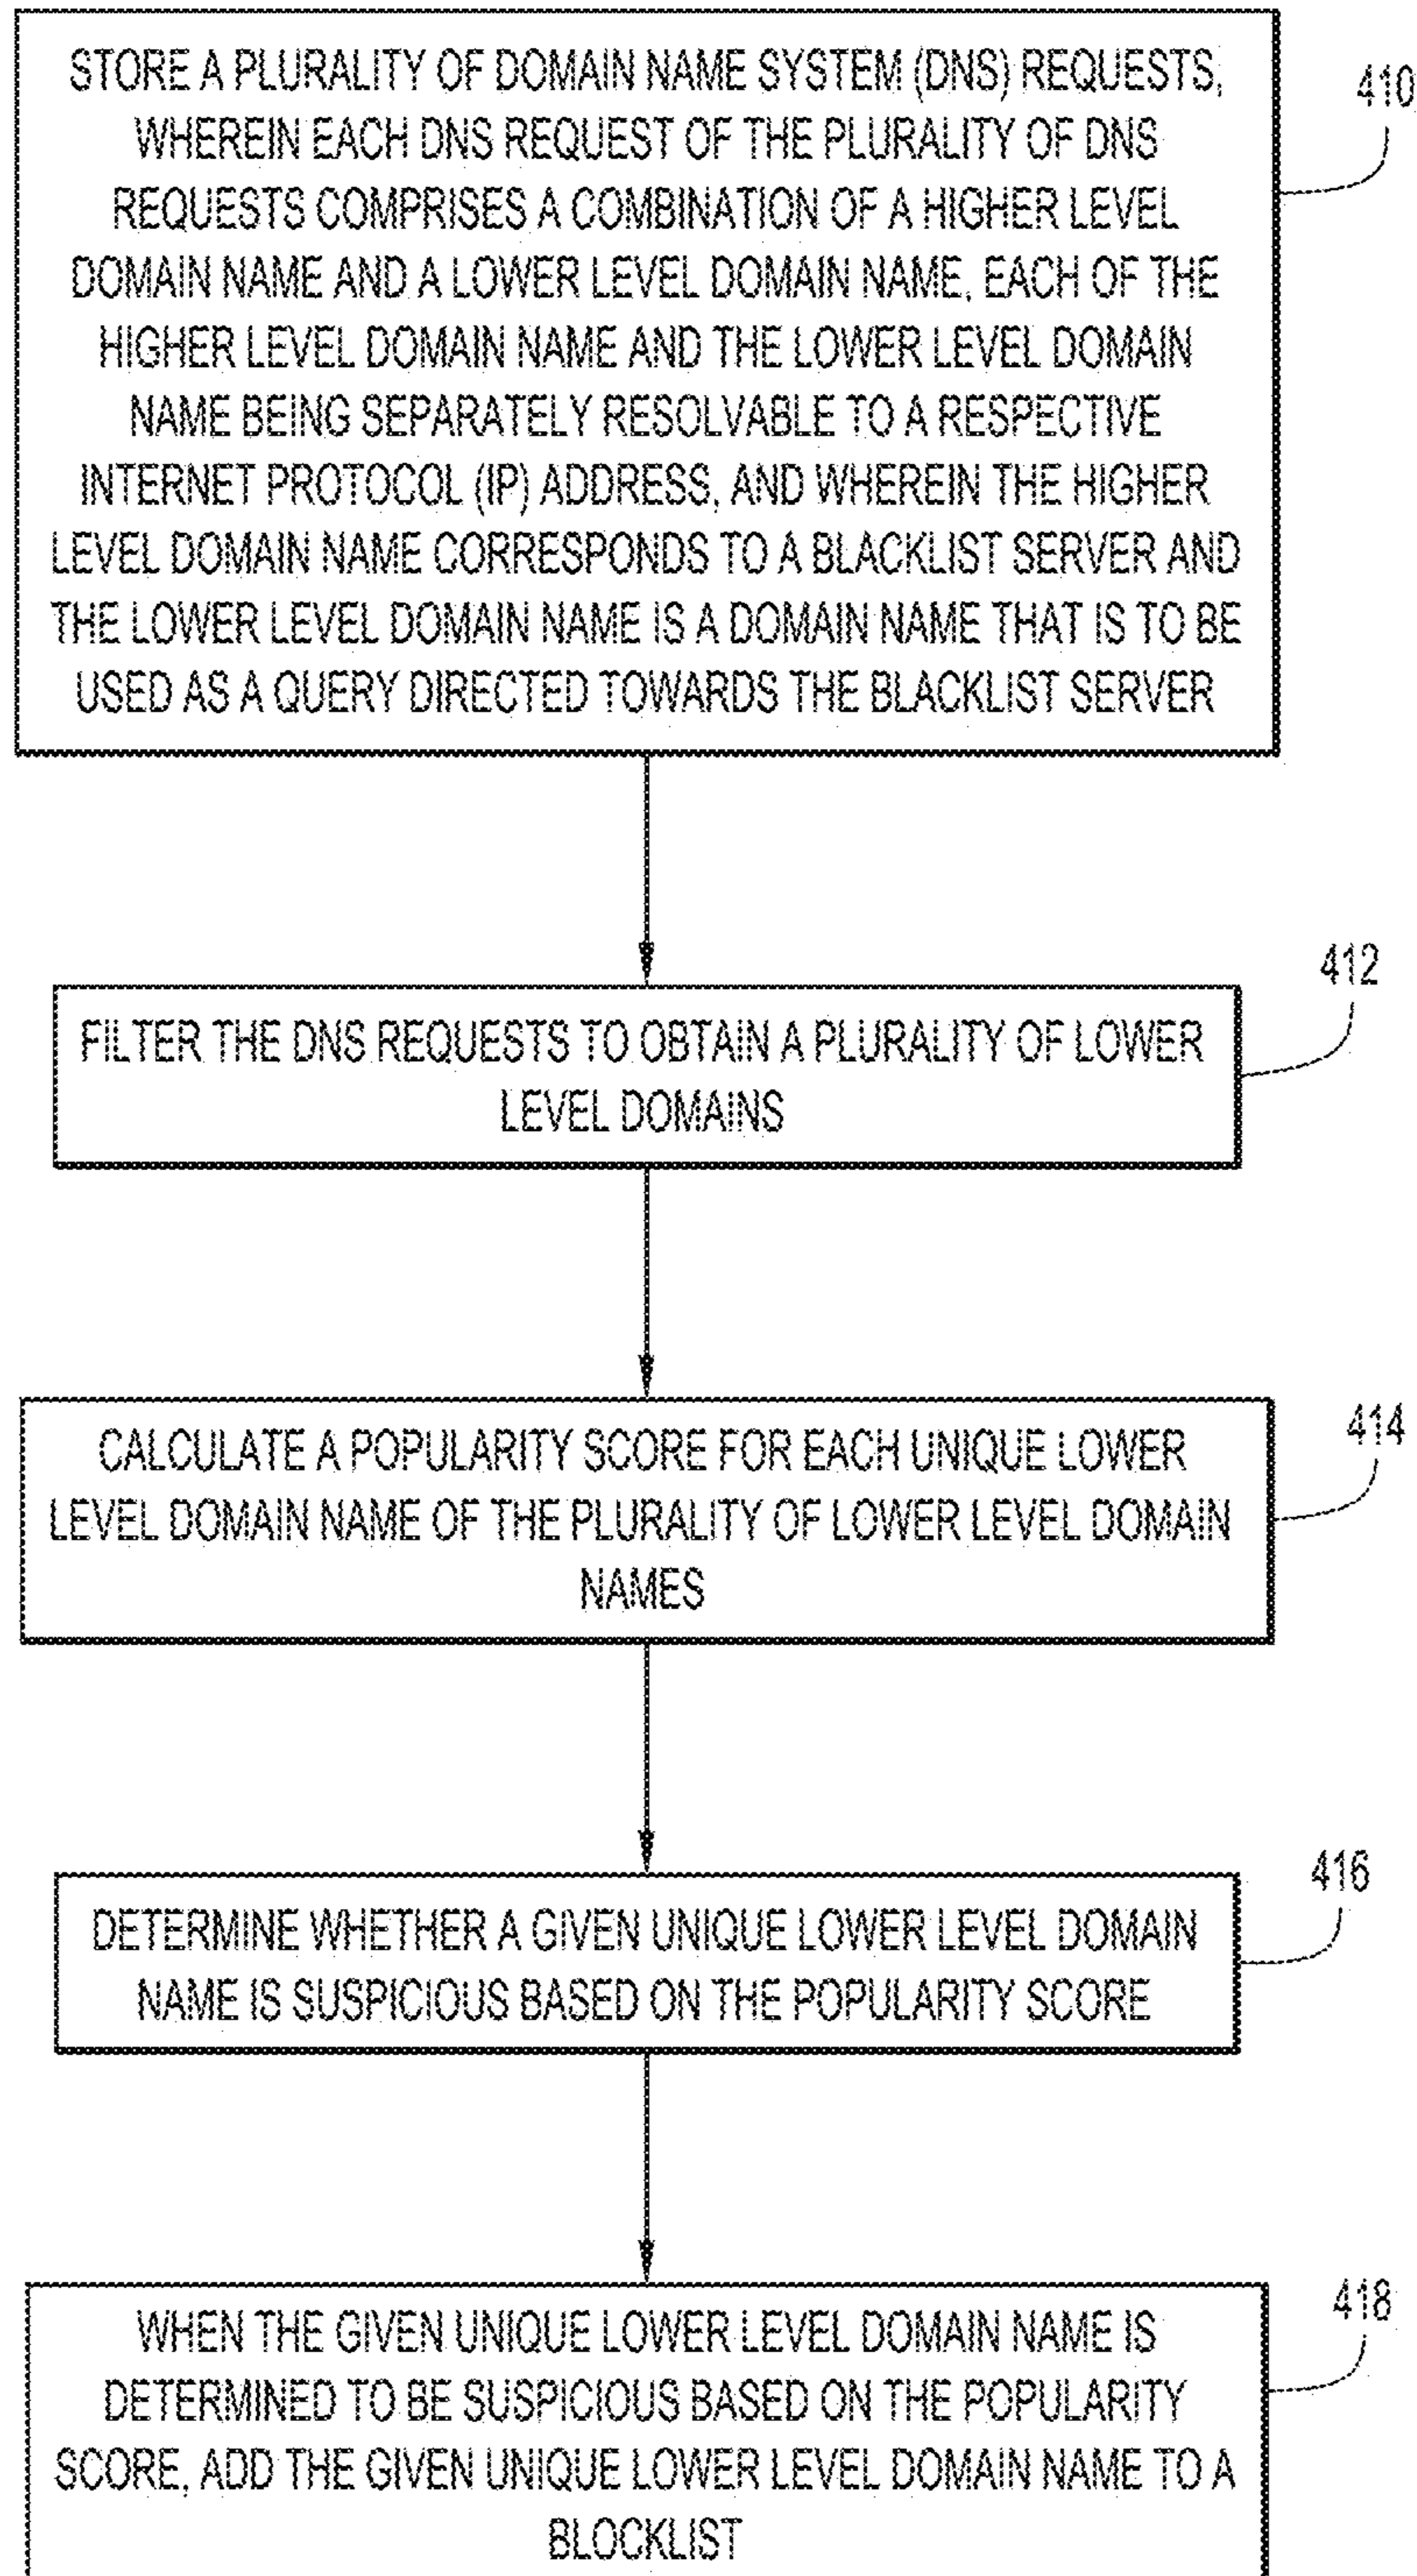 STORE A PLURALITY OF DOMAIN NAME SYSTEM (DNS) REQUESTS,
WHEREIN EACH DNS REQUEST OF THE PLURALITY OF DNS
REQUESTS COMPRISES A COMBINATION OF A HIGHER LEVEL
DOMAIN NAME AND A LOWER LEVEL DOMAIN NAME, EACH OF THE
HIGHER LEVEL DOMAIN NAME AND THE LOWER LEVEL DOMAIN
NAME BEING SEPARATELY RESOLVABLE TO A RESPECTIVE
INTERNET PROTOCOL (IP) ADDRESS, AND WHEREIN THE HIGHER
LEVEL DOMAIN NAME CORRESPONDS TO A BLACKLIST SERVER AND
THE LOWER LEVEL DOMAIN NAME IS A DOMAIN NAME THAT IS TO BE
USED AS A QUERY DIRECTED TOWARDS THE BLACKLIST SERVER
410
412
FILTER THE DNS REQUESTS TO OBTAIN A PLURALITY OF LOWER
LEVEL DOMAINS
414
CALCULATE A POPULARITY SCORE FOR EACH UNIQUE LOWER
LEVEL DOMAIN NAME OF THE PLURALITY OF LOWER LEVEL DOMAIN
NAMES
416
DETERMINE WHETHER A GIVEN UNIQUE LOWER LEVEL DOMAIN
NAME IS SUSPICIOUS BASED ON THE POPULARITY SCORE
418
WHEN THE GIVEN UNIQUE LOWER LEVEL DOMAIN NAME IS
DETERMINED TO BE SUSPICIOUS BASED ON THE POPULARITY
SCORE, ADD THE GIVEN UNIQUE LOWER LEVEL DOMAIN NAME TO A
BLOCKLIST